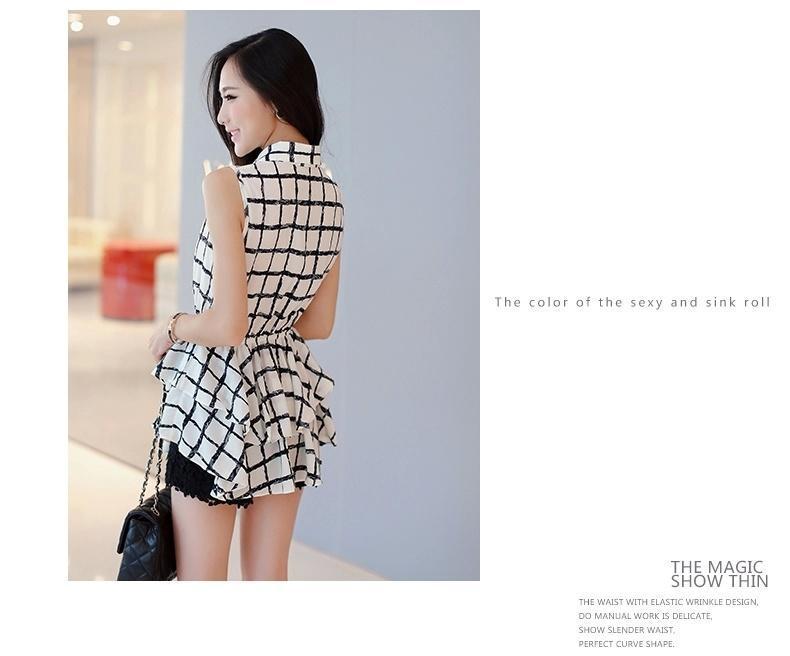 The color of the sexy and sink roll
THE MAGIC
SHOW THIN
THE WAIST WITH ELASTIC WRINKLE DESIGN,
DO MANUAL WORK IS DELICATE,
SHOW SLENDER WAIST,
PERFECT CURVE SHAPE.